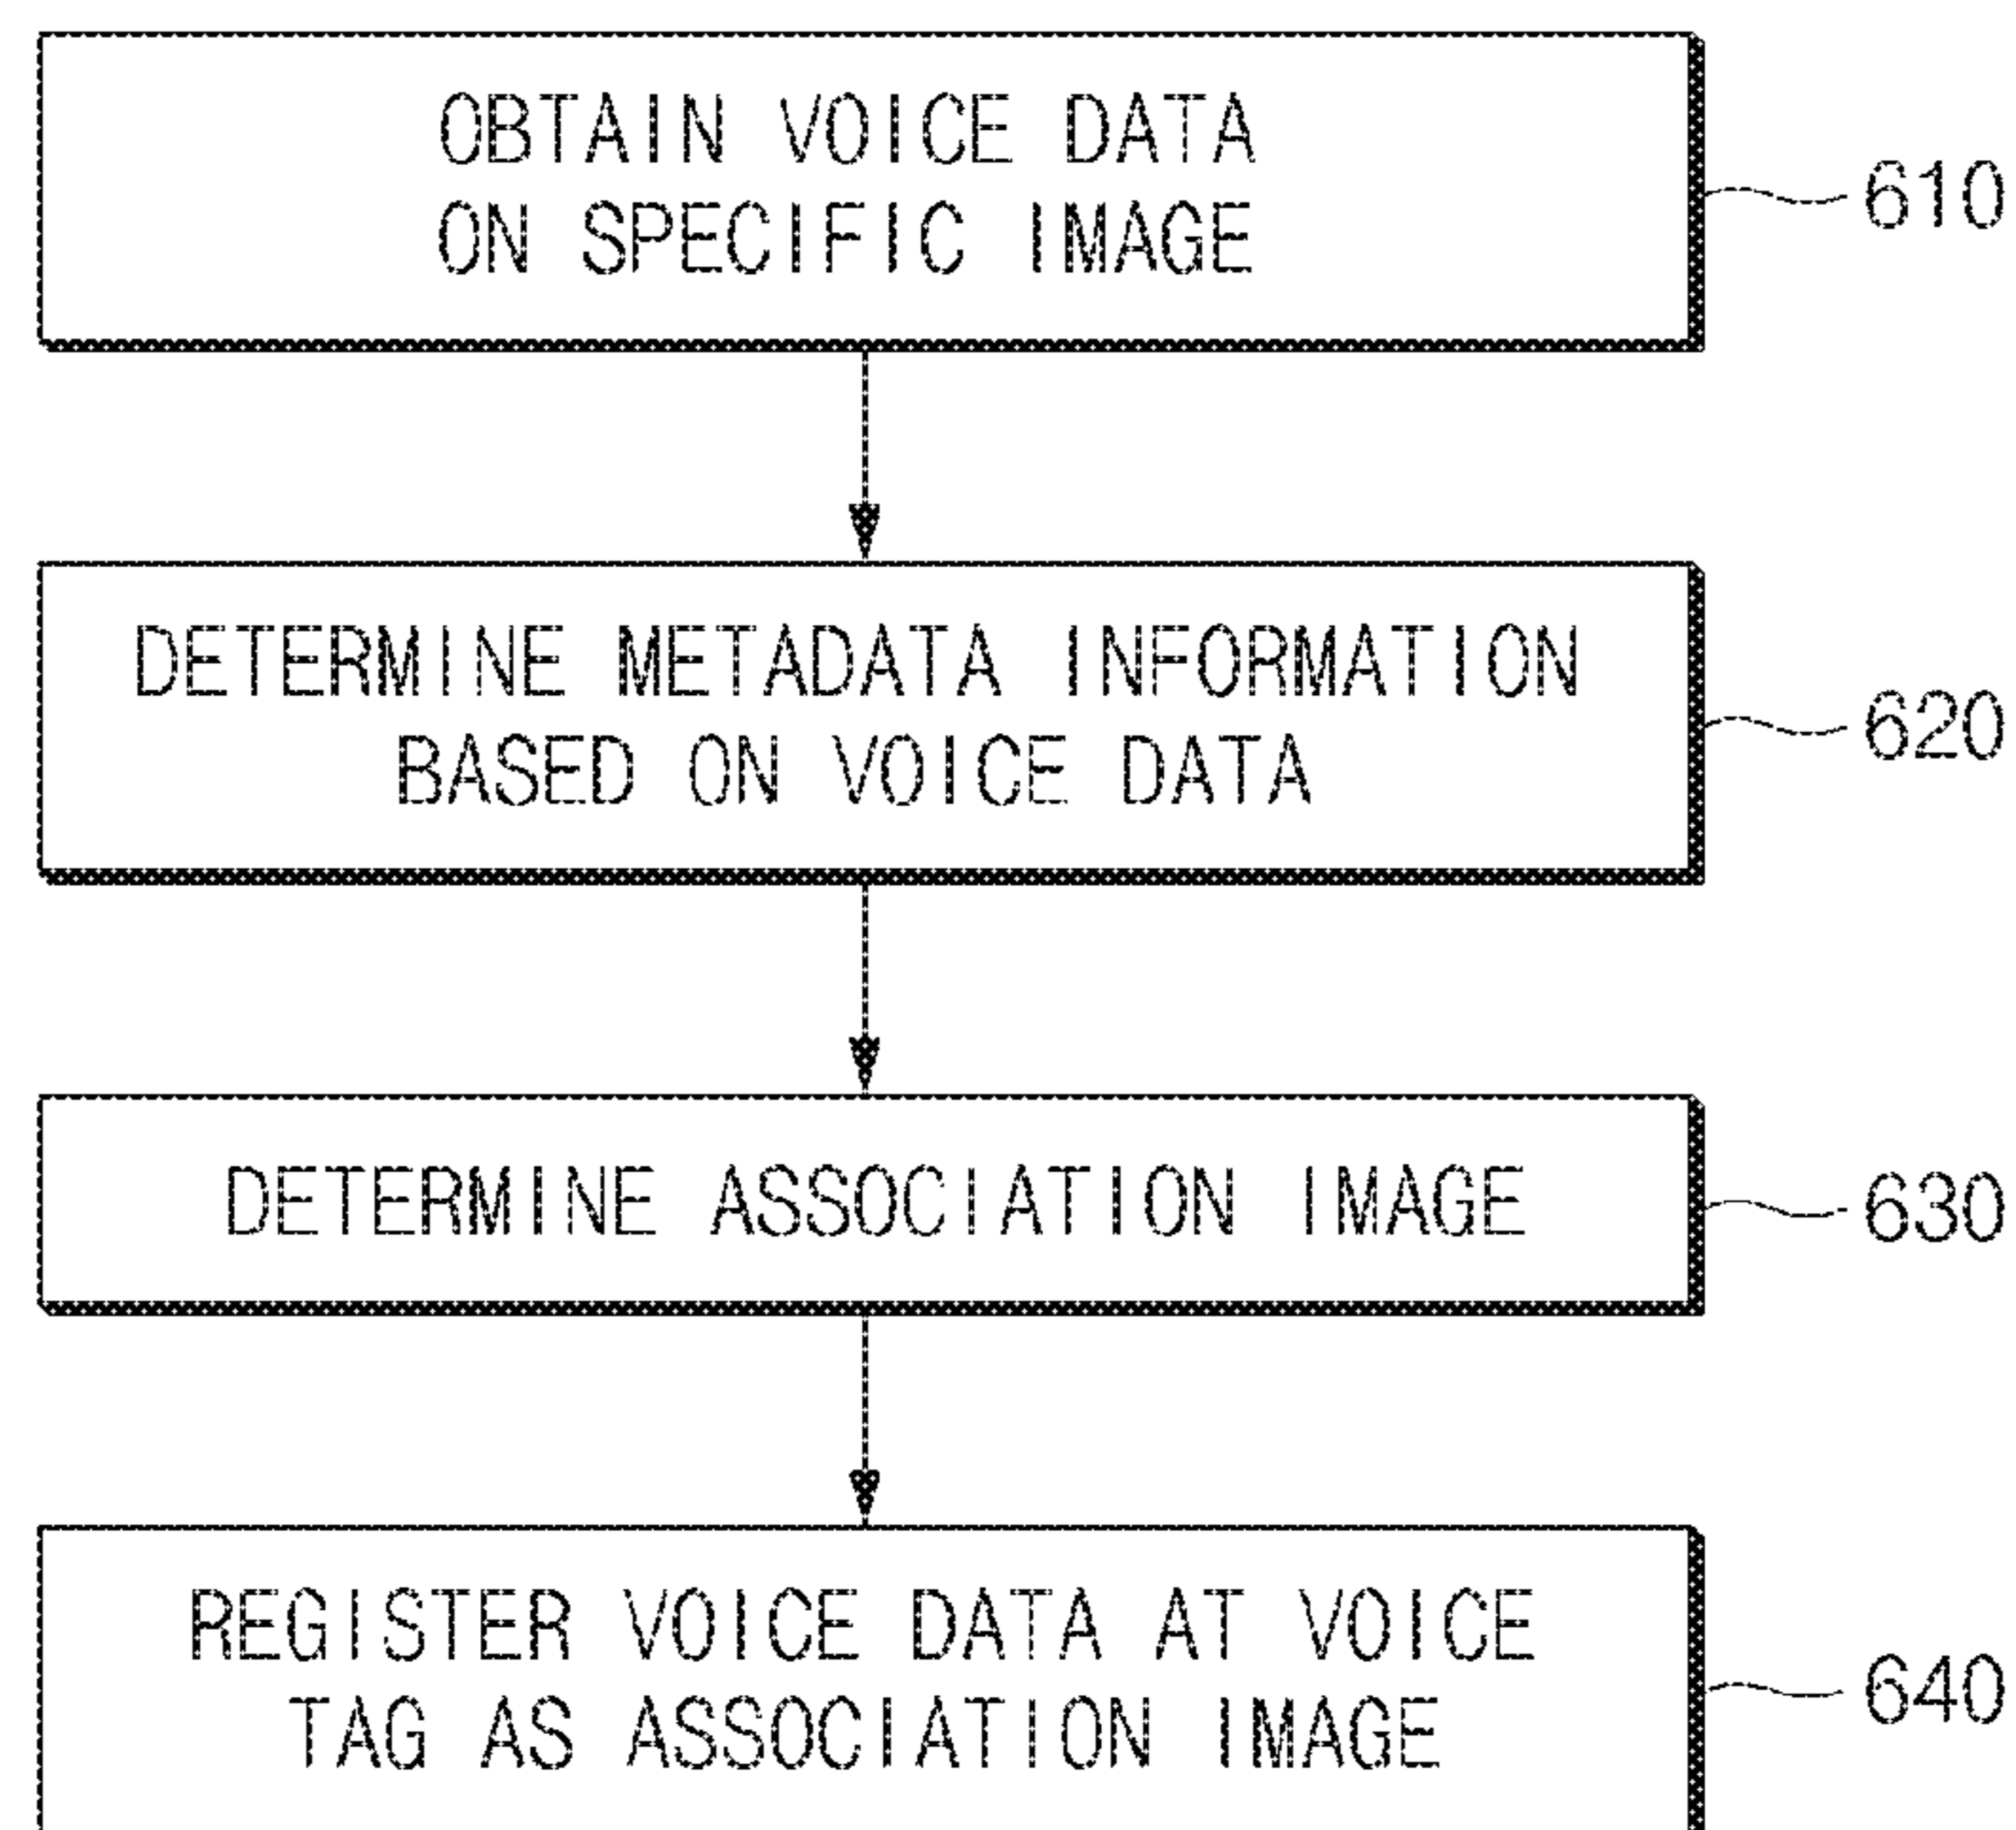 OBTAIN VOICE DATA
ON SPECIFIC IMAGE
610
DETERMINE METADATA INFORMATION
BASED ON VOICE DATA
620
DETERMINE ASSOCIATION IMAGE
630
REGISTER VOICE DATA AT VOICE
TAG AS ASSOCIATION IMAGE
640